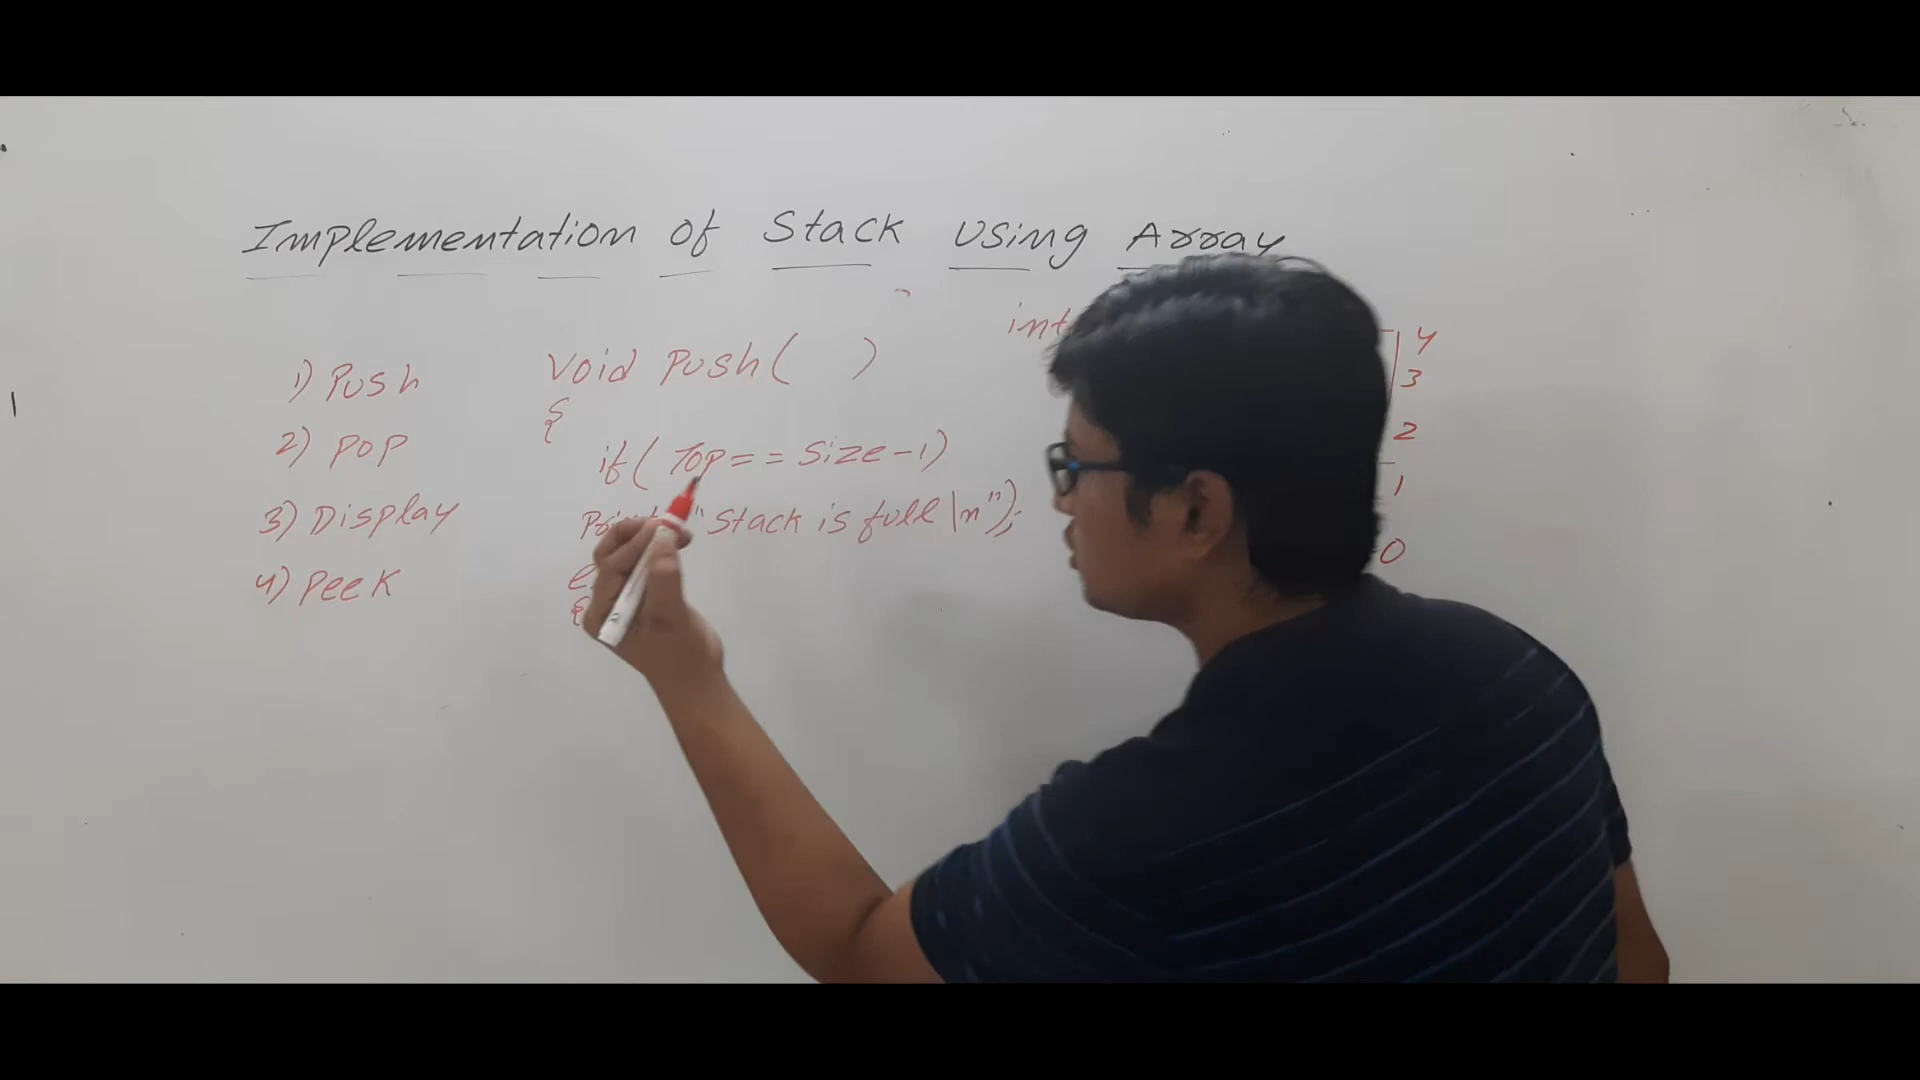 Implementation of Stack Using Array
int
1) Push
2) Pop
3) Display
4) Peek
Void Push( )
{
if( Top == Size-1)
"Stack is full \n");
{
4
3
2
1
0